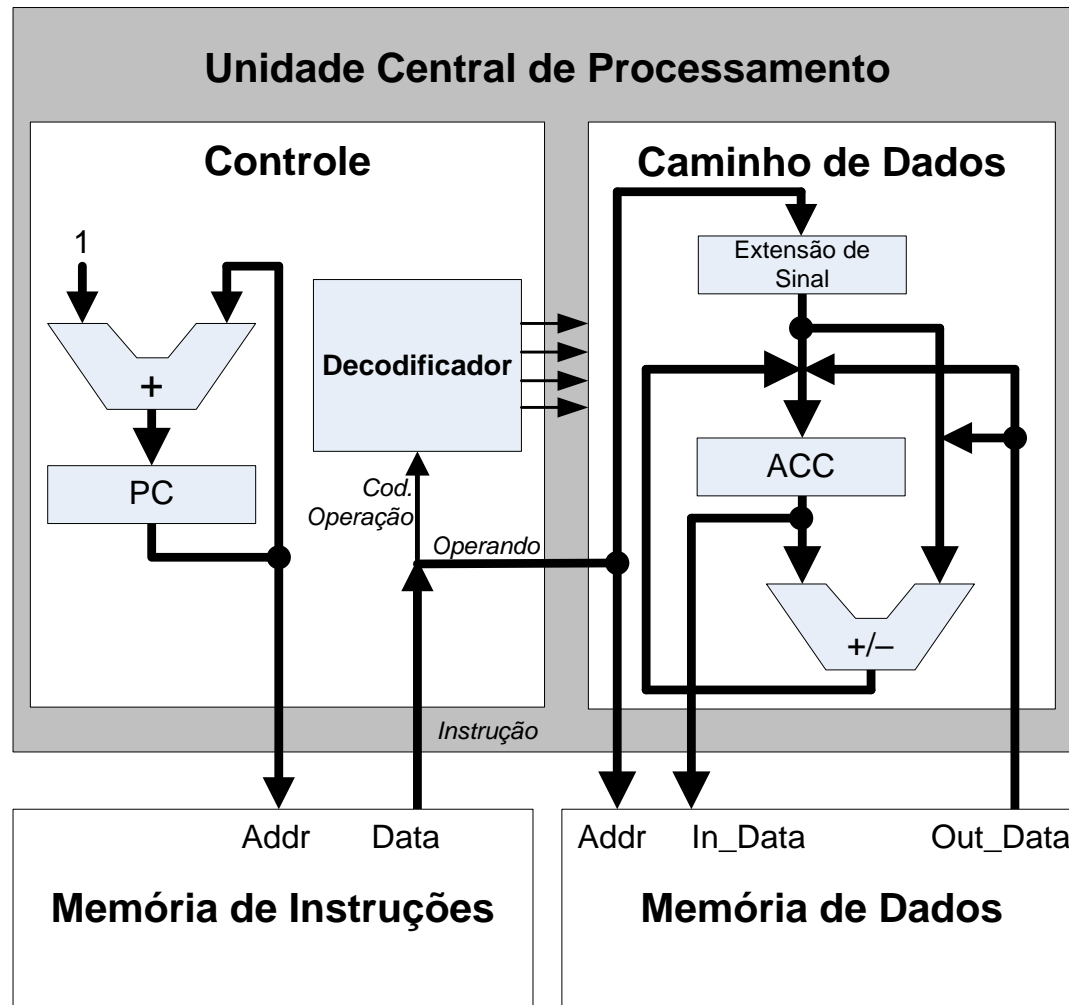 Unidade Central de Processamento
Controle
Caminho de Dados
1
+
PC
Decodificador
Cod.
Operação
Operando
Instrução
Extensão de
Sinal
ACC
+/–
Addr
Data
Memória de Instruções
Addr
In_Data
Out_Data
Memória de Dados